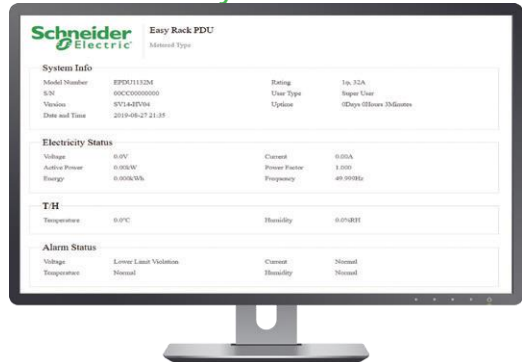 Schneider
Electric
Easy Rack PDU
Metered Type
System Info
Model Number EPDU1132M Rating 1φ, 32A
S/N 00CC00000000 User Type Super User
Version SV14-HV04 Uptime 0Days 0Hours 3Minutes
Date and Time 2019-08-27 21:35
Electricity Status
Voltage 0.0V Current 0.00A
Active Power 0.00kW Power Factor 1.000
Energy 0.000kWh Frequency 49.999Hz
T/H
Temperature 0.0°C Humidity 0.0%RH
Alarm Status
Voltage Lower Limit Violation Current Normal
Temperature Normal Humidity Normal